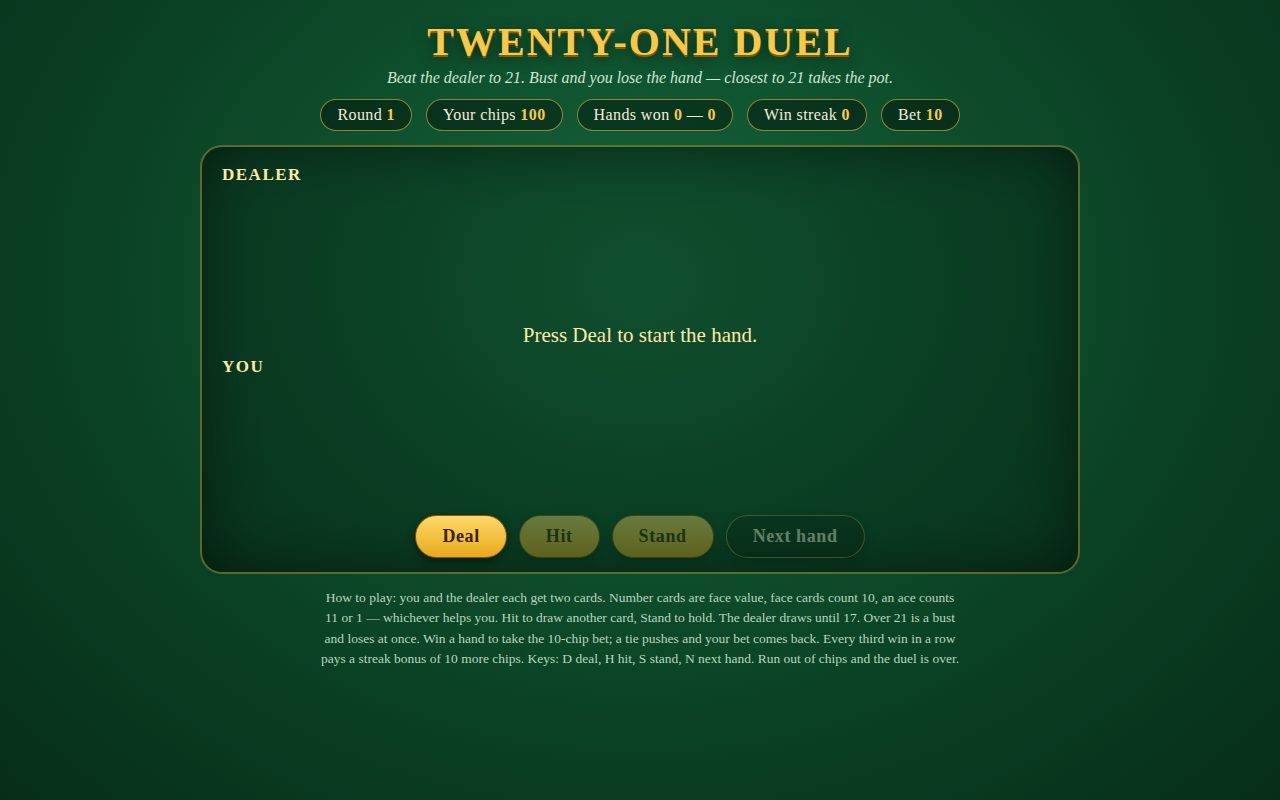 TWENTY-ONE DUEL
Beat the dealer to 21. Bust and you lose the hand — closest to 21 takes the pot.
Round 1
Your chips 100
Hands won 0 — 0
Win streak 0
Bet 10
DEALER
Press Deal to start the hand.
YOU
Deal
Hit
Stand
Next hand
How to play: you and the dealer each get two cards. Number cards are face value, face cards count 10, an ace counts
11 or 1 — whichever helps you. Hit to draw another card, Stand to hold. The dealer draws until 17. Over 21 is a bust
and loses at once. Win a hand to take the 10-chip bet; a tie pushes and your bet comes back. Every third win in a row
pays a streak bonus of 10 more chips. Keys: D deal, H hit, S stand, N next hand. Run out of chips and the duel is over.